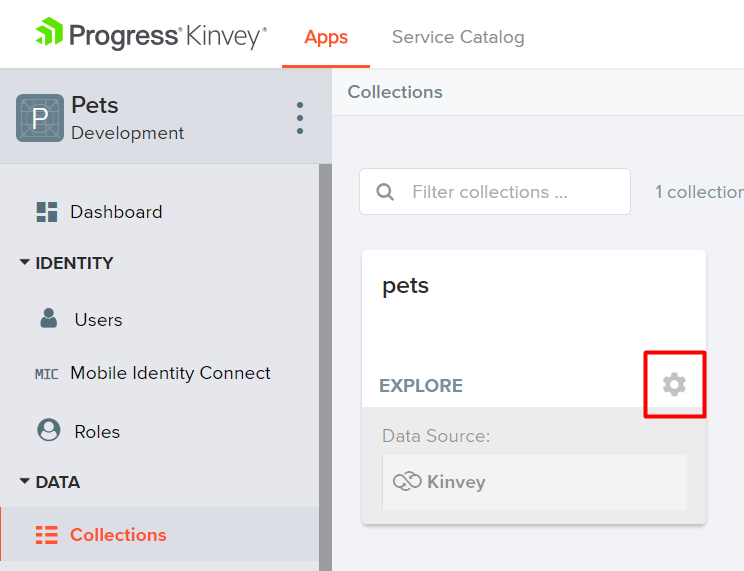 Progress® Kinvey®
Apps
Service Catalog
P
Pets
Development
Collections
Filter collections ...
1 collection
Dashboard
IDENTITY
Users
MIC Mobile Identity Connect
Roles
DATA
Collections
pets
EXPLORE
Data Source:
Kinvey